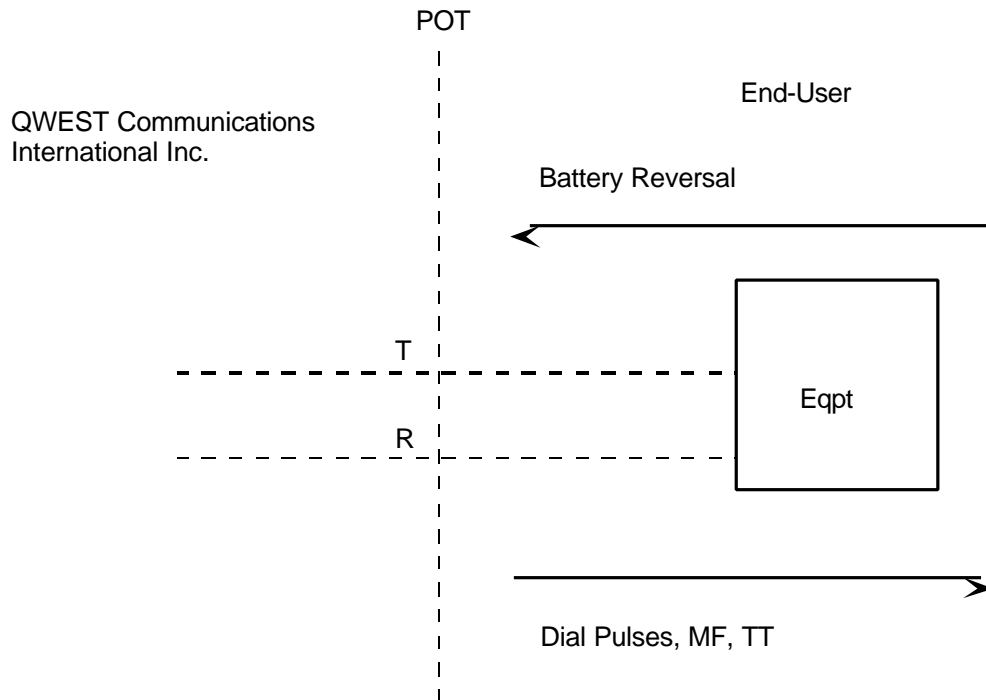 POT
End-User
QWEST Communications
International Inc.
Battery Reversal
T
Eqpt
R
Dial Pulses, MF, TT